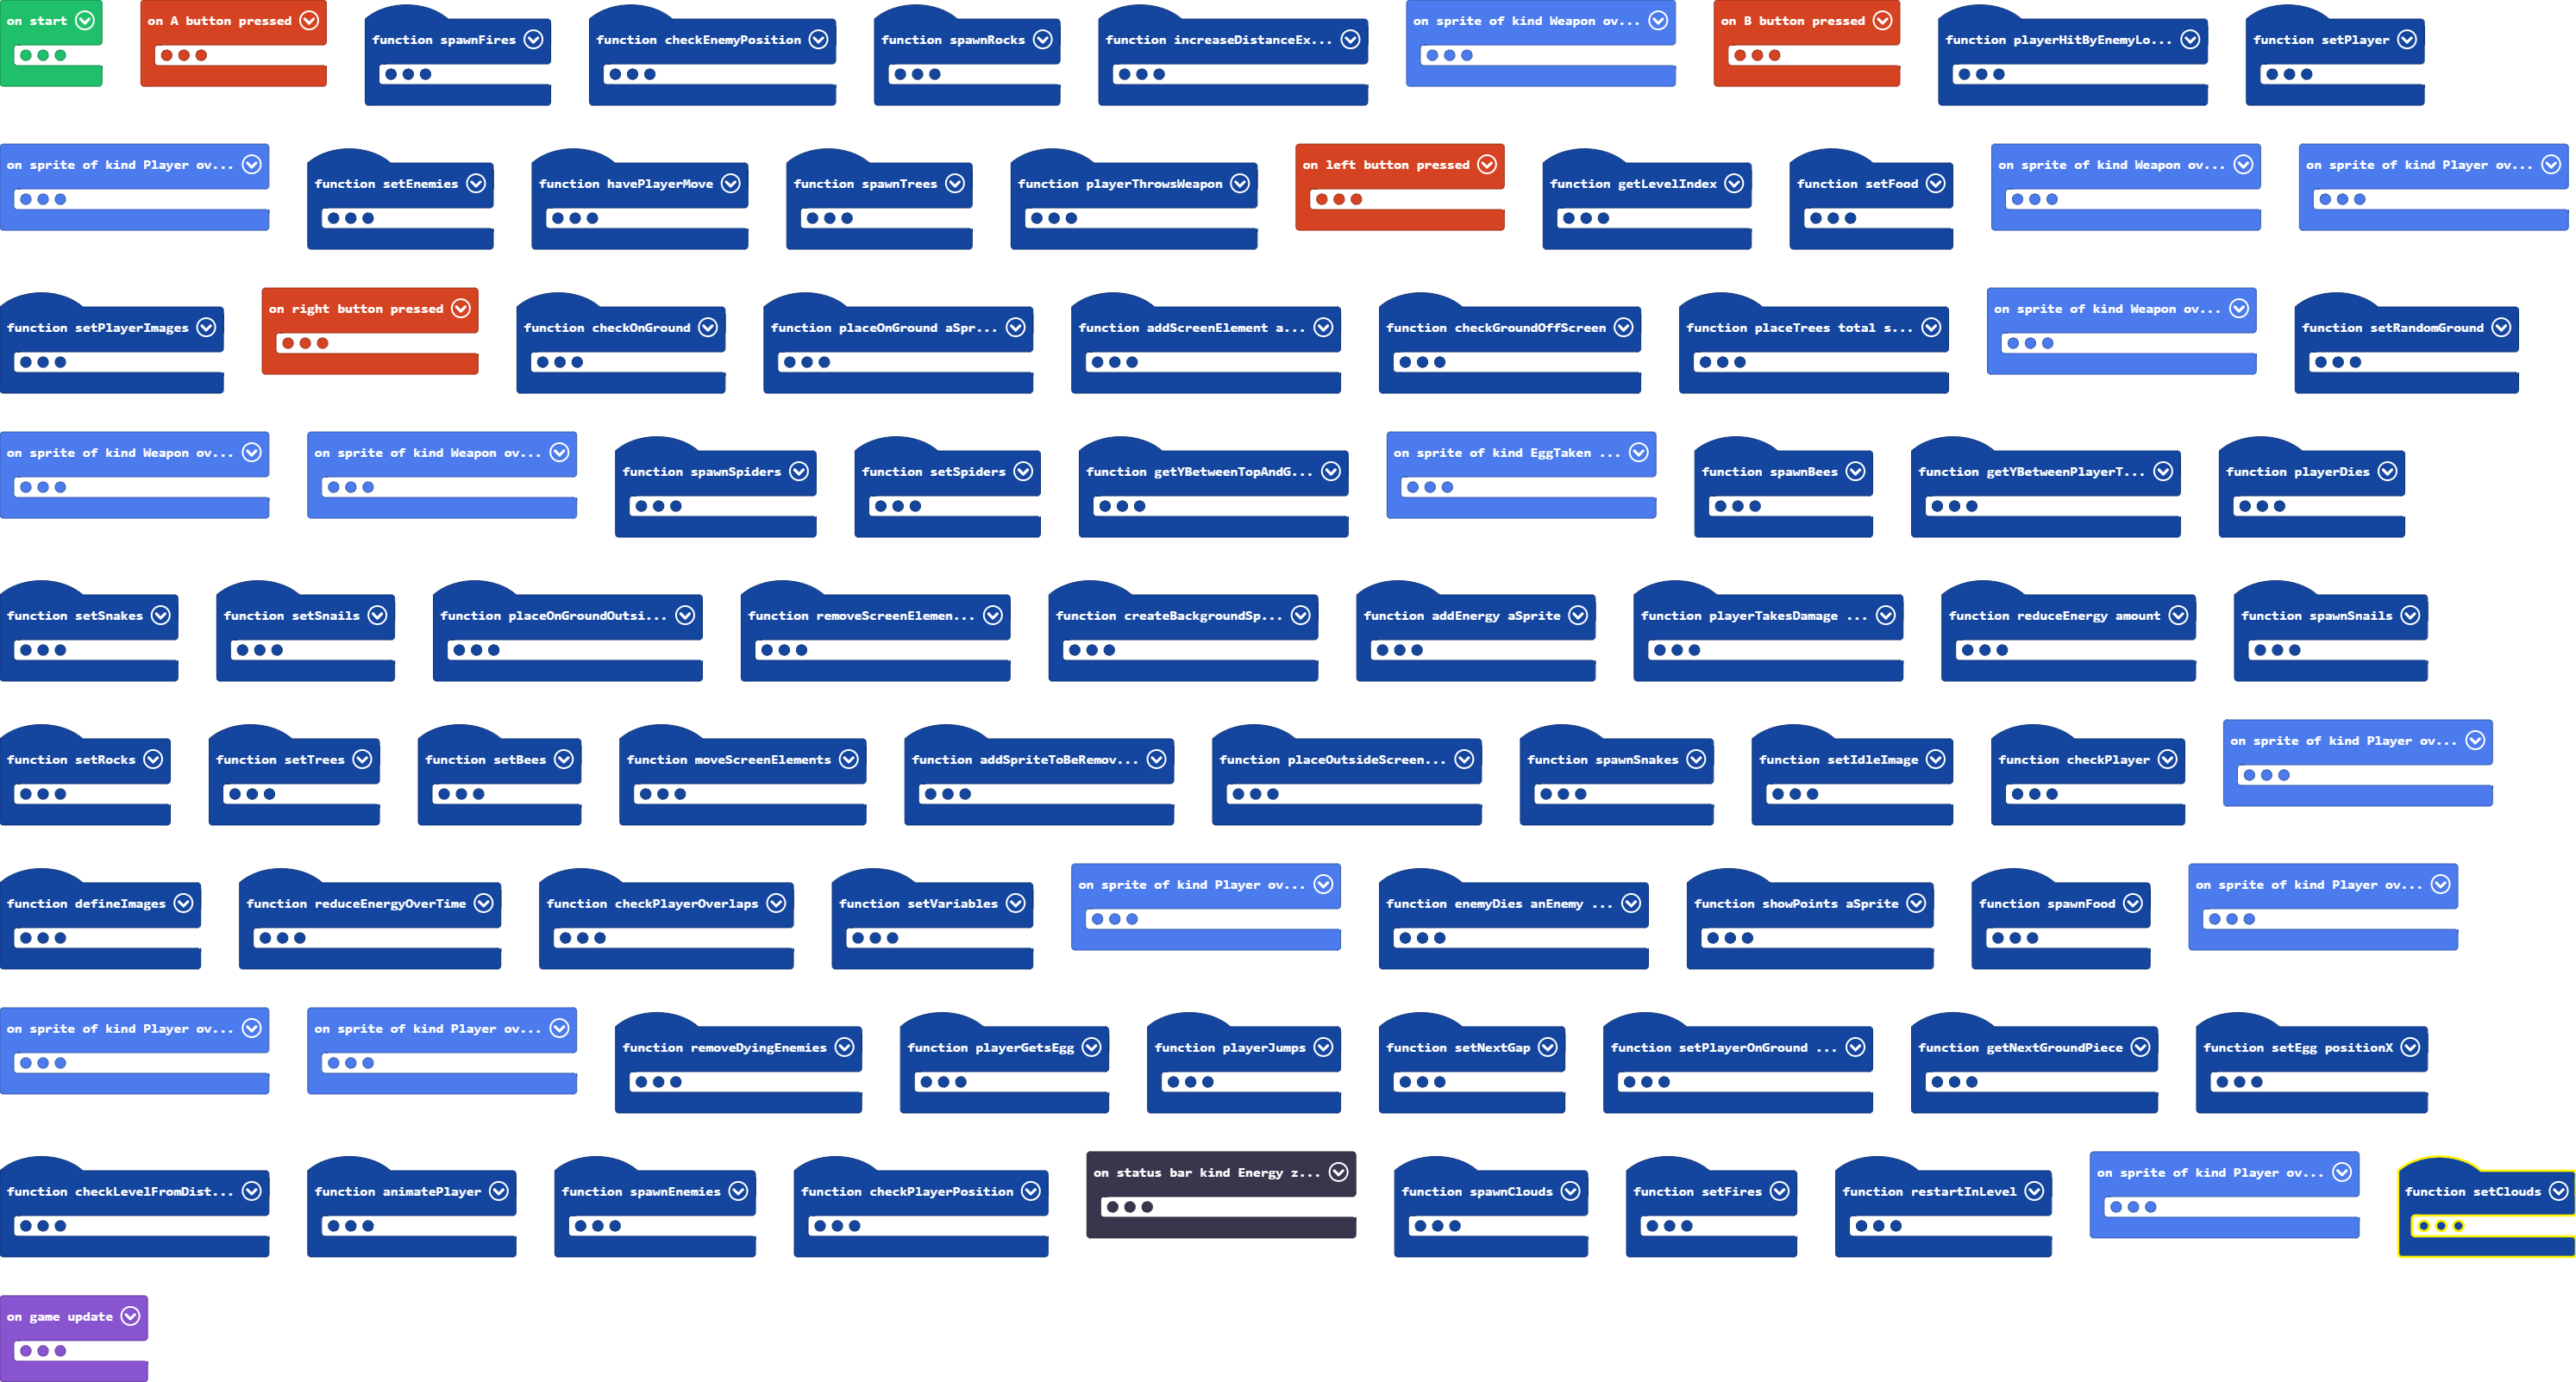 on start
on A button pressed
function spawnFires
function checkEnemyPosition
function spawnRocks
function increaseDistanceEx...
on sprite of kind Weapon ov...
on B button pressed
function playerHitByEnemyLo...
function setPlayer
on sprite of kind Player ov...
function setEnemies
function havePlayerMove
function spawnTrees
function playerThrowsWeapon
on left button pressed
function getLevelIndex
function setFood
on sprite of kind Weapon ov...
on sprite of kind Player ov...
function setPlayerImages
on right button pressed
function checkOnGround
function placeOnGround aSpr...
function addScreenElement a...
function checkGroundOffScreen
function placeTrees total s...
on sprite of kind Weapon ov...
function setRandomGround
on sprite of kind Weapon ov...
on sprite of kind Weapon ov...
function spawnSpiders
function setSpiders
function getYBetweenTopAndG...
on sprite of kind EggTaken ...
function spawnBees
function getYBetweenPlayerT...
function playerDies
function setSnakes
function setSnails
function placeOnGroundOutsi...
function removeScreenElemen...
function createBackgroundSp...
function addEnergy aSprite
function playerTakesDamage ...
function reduceEnergy amount
function spawnSnails
function setRocks
function setTrees
function setBees
function moveScreenElements
function addSpriteToBeRemov...
function placeOutsideScreen...
function spawnSnakes
function setIdleImage
function checkPlayer
on sprite of kind Player ov...
function defineImages
function reduceEnergyOverTime
function checkPlayerOverlaps
function setVariables
on sprite of kind Player ov...
function enemyDies anEnemy ...
function showPoints aSprite
function spawnFood
on sprite of kind Player ov...
on sprite of kind Player ov...
on sprite of kind Player ov...
function removeDyingEnemies
function playerGetsEgg
function playerJumps
function setNextGap
function setPlayerOnGround ...
function getNextGroundPiece
function setEgg positionX
function checkLevelFromDist...
function animatePlayer
function spawnEnemies
function checkPlayerPosition
on status bar kind Energy z...
function spawnClouds
function setFires
function restartInLevel
on sprite of kind Player ov...
function setClouds
on game update